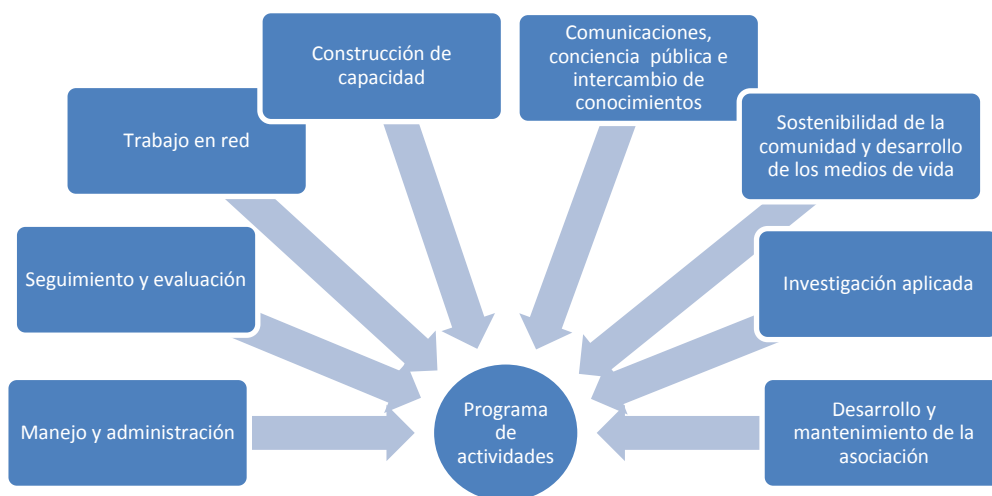 Comunicaciones,
conciencia pública e
intercambio de
conocimientos
Construcción de
capacidad
Trabajo en red
Sostenibilidad de la
comunidad y desarrollo
de los medios de vida
Seguimiento y evaluación
Investigación aplicada
Manejo y administración
Programa
de
actividades
Desarrollo y
mantenimiento de la
asociación